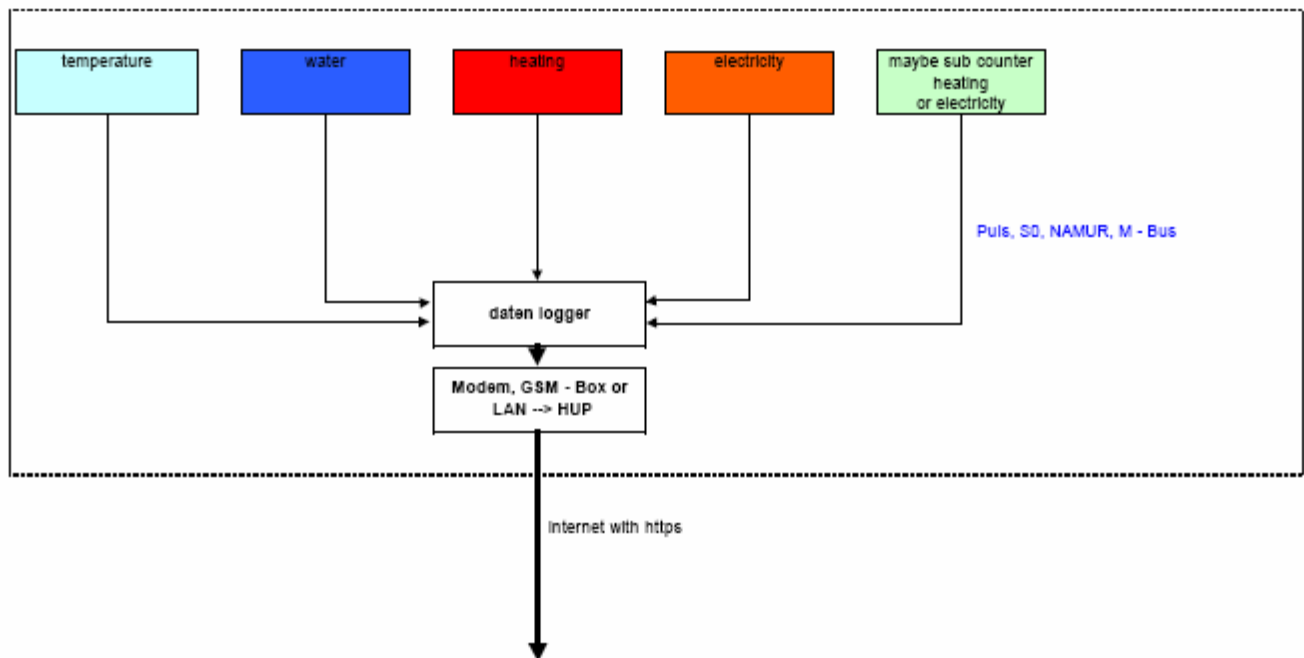 temperature
water
heating
electricity
maybe sub counter
heating
or electricity
Puls, S0, NAMUR, M - Bus
daten logger
Modem, GSM - Box or
LAN --> HUP
Internet with https